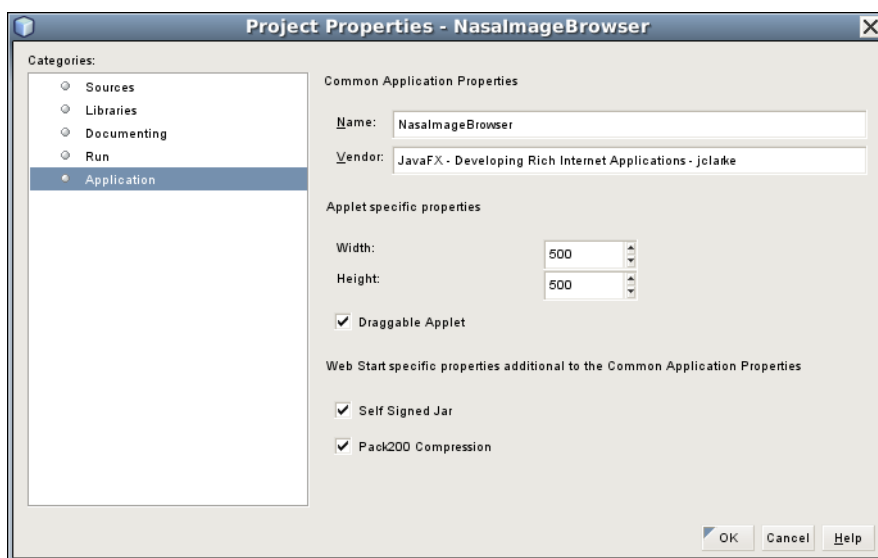 Project Properties - NasaImageBrowser
Categories:
Sources
Libraries
Documenting
Run
Application
Common Application Properties
Name: NasaImageBrowser
Vendor: JavaFX - Developing Rich Internet Applications - jclarke
Applet specific properties
Width: 500
Height: 500
Draggable Applet
Web Start specific properties additional to the Common Application Properties
Self Signed Jar
Pack200 Compression
OK Cancel Help